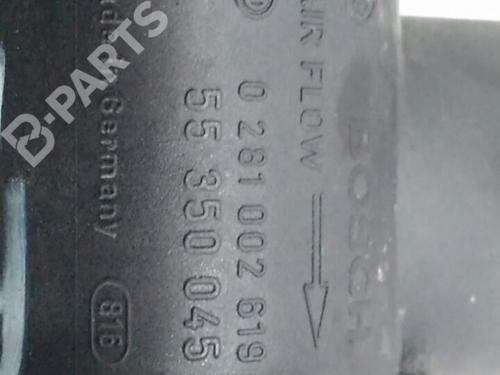 BOSCH
AIR FLOW
0 281 002 619
55 350 045
Germany
916
B-PARTS